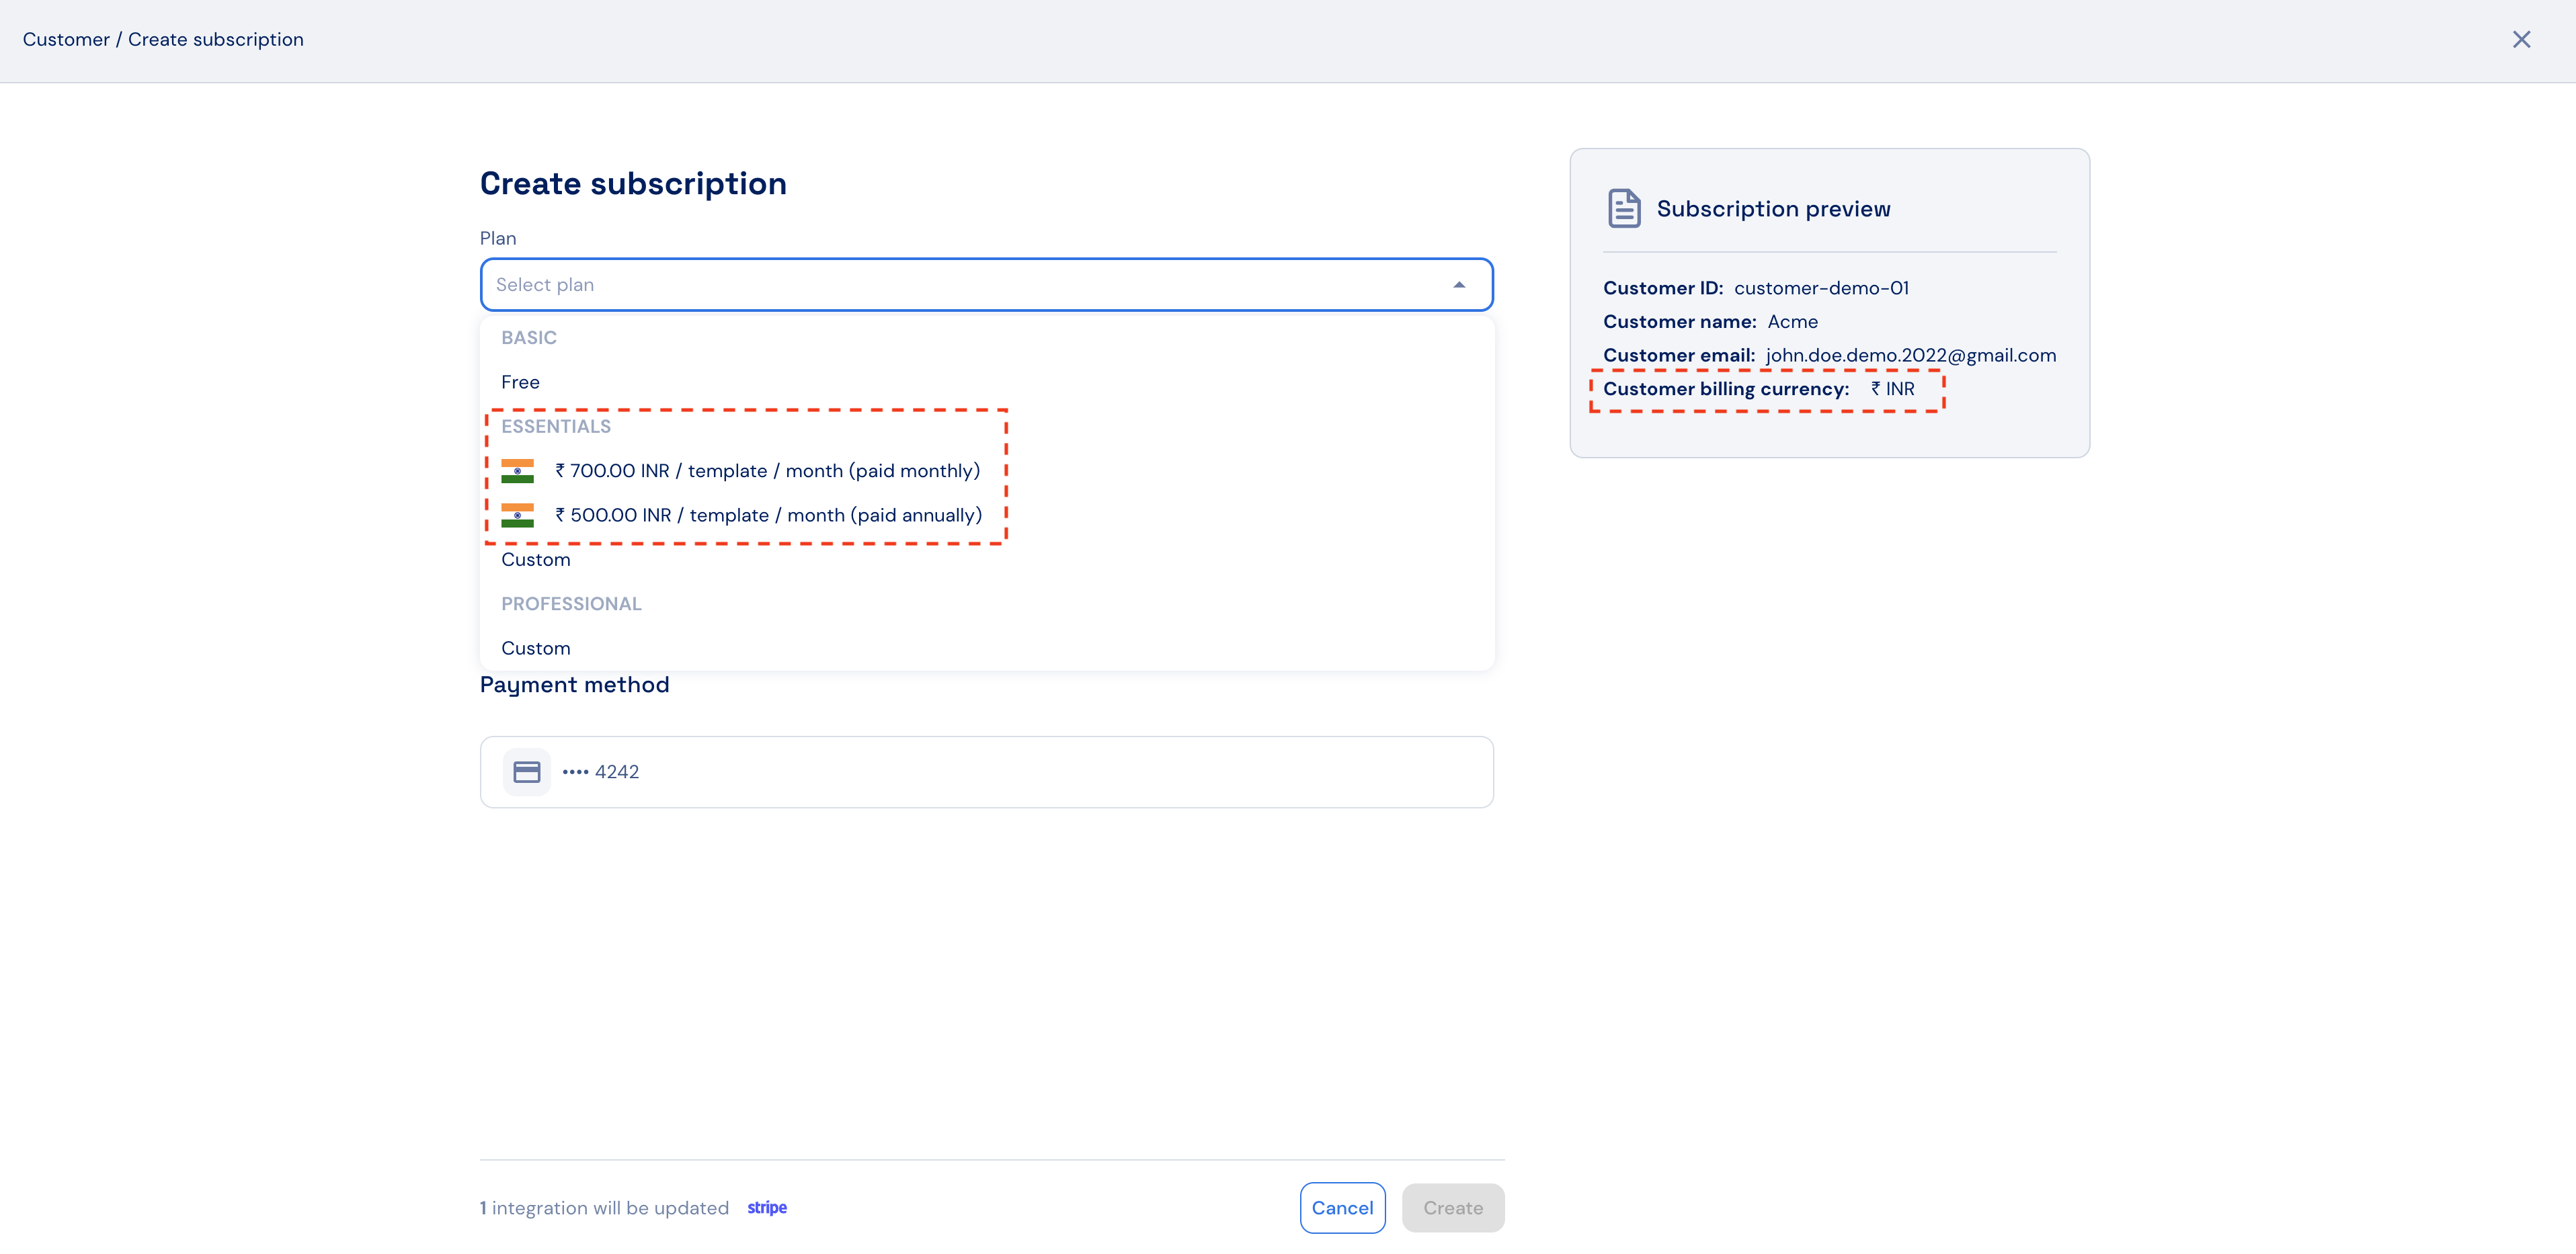 Customer / Create subscription
Create subscription
Plan
Select plan
BASIC
Free
ESSENTIALS
₹ 700.00 INR / template / month (paid monthly)
₹ 500.00 INR / template / month (paid annually)
Custom
PROFESSIONAL
Custom
Payment method
•••• 4242
1 integration will be updated stripe
Cancel
Create
Subscription preview
Customer ID: customer-demo-01
Customer name: Acme
Customer email: john.doe.demo.2022@gmail.com
Customer billing currency: ₹ INR